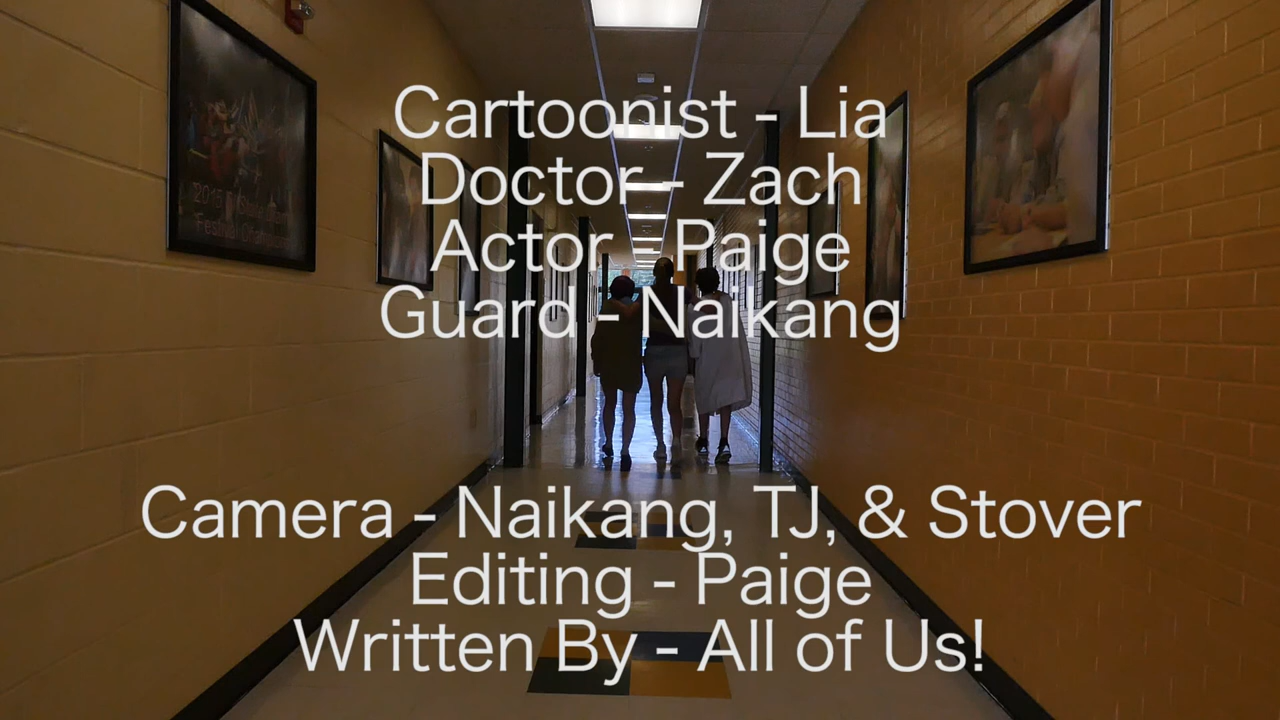 Cartoonist - Lia
Doctor - Zach
Actor - Paige
Guard - Naikang
Camera - Naikang, TJ, & Stover
Editing - Paige
Written By - All of Us!